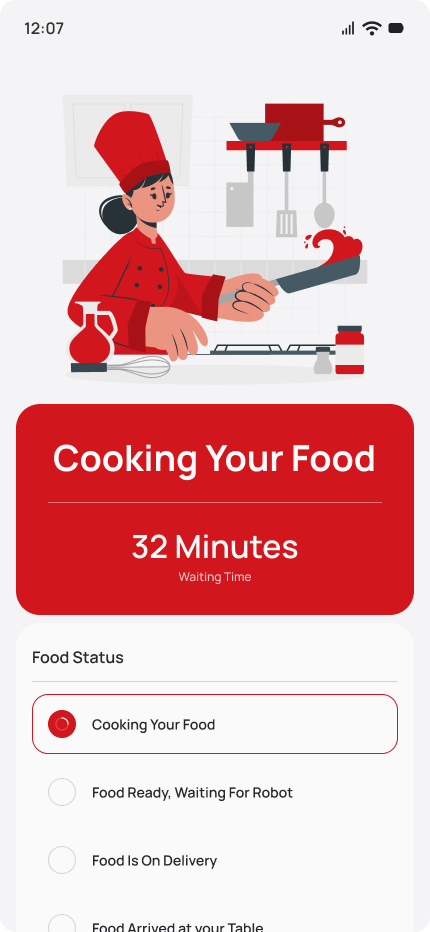 12:07
Cooking Your Food
32 Minutes
Waiting Time
Food Status
Cooking Your Food
Food Ready, Waiting For Robot
Food Is On Delivery
Food Arrived at your Table